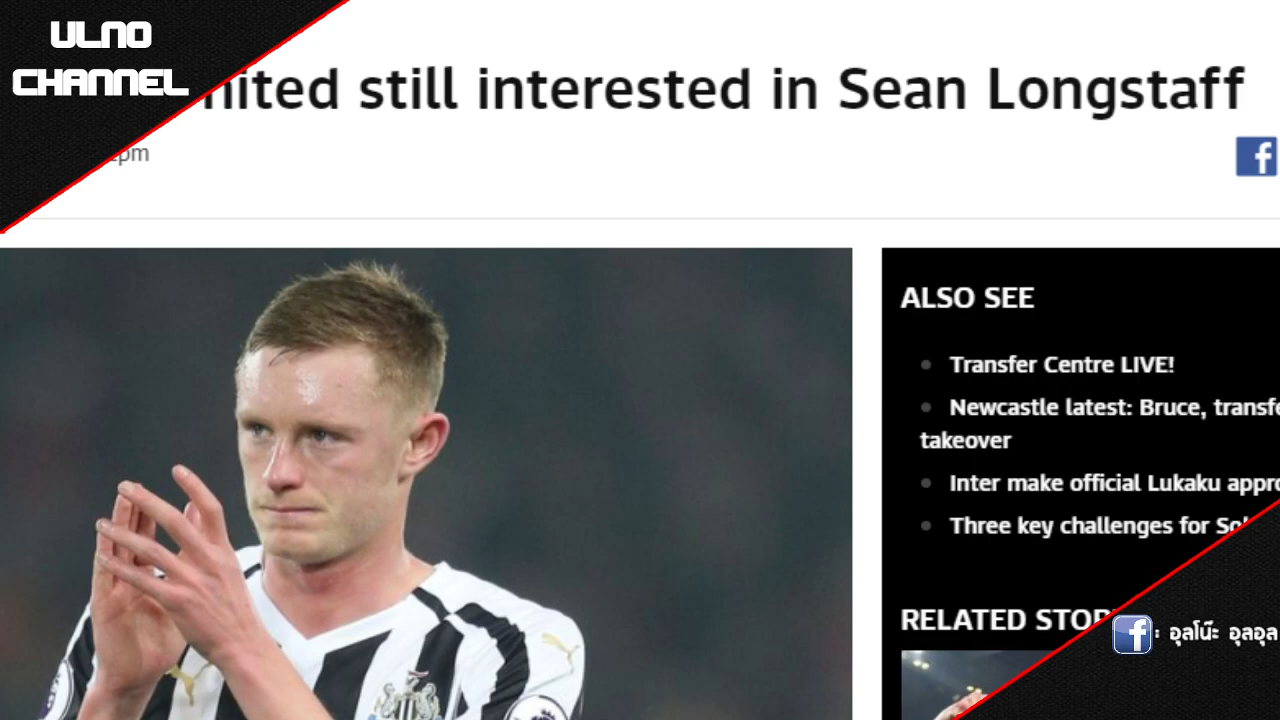 ULNO
CHANNEL
nited still interested in Sean Longstaff
pm
ALSO SEE
Transfer Centre LIVE!
Newcastle latest: Bruce, transfe
takeover
Inter make official Lukaku appro
Three key challenges for Sol
RELATED STOR
: อุลโน๊ะ อุลอุล